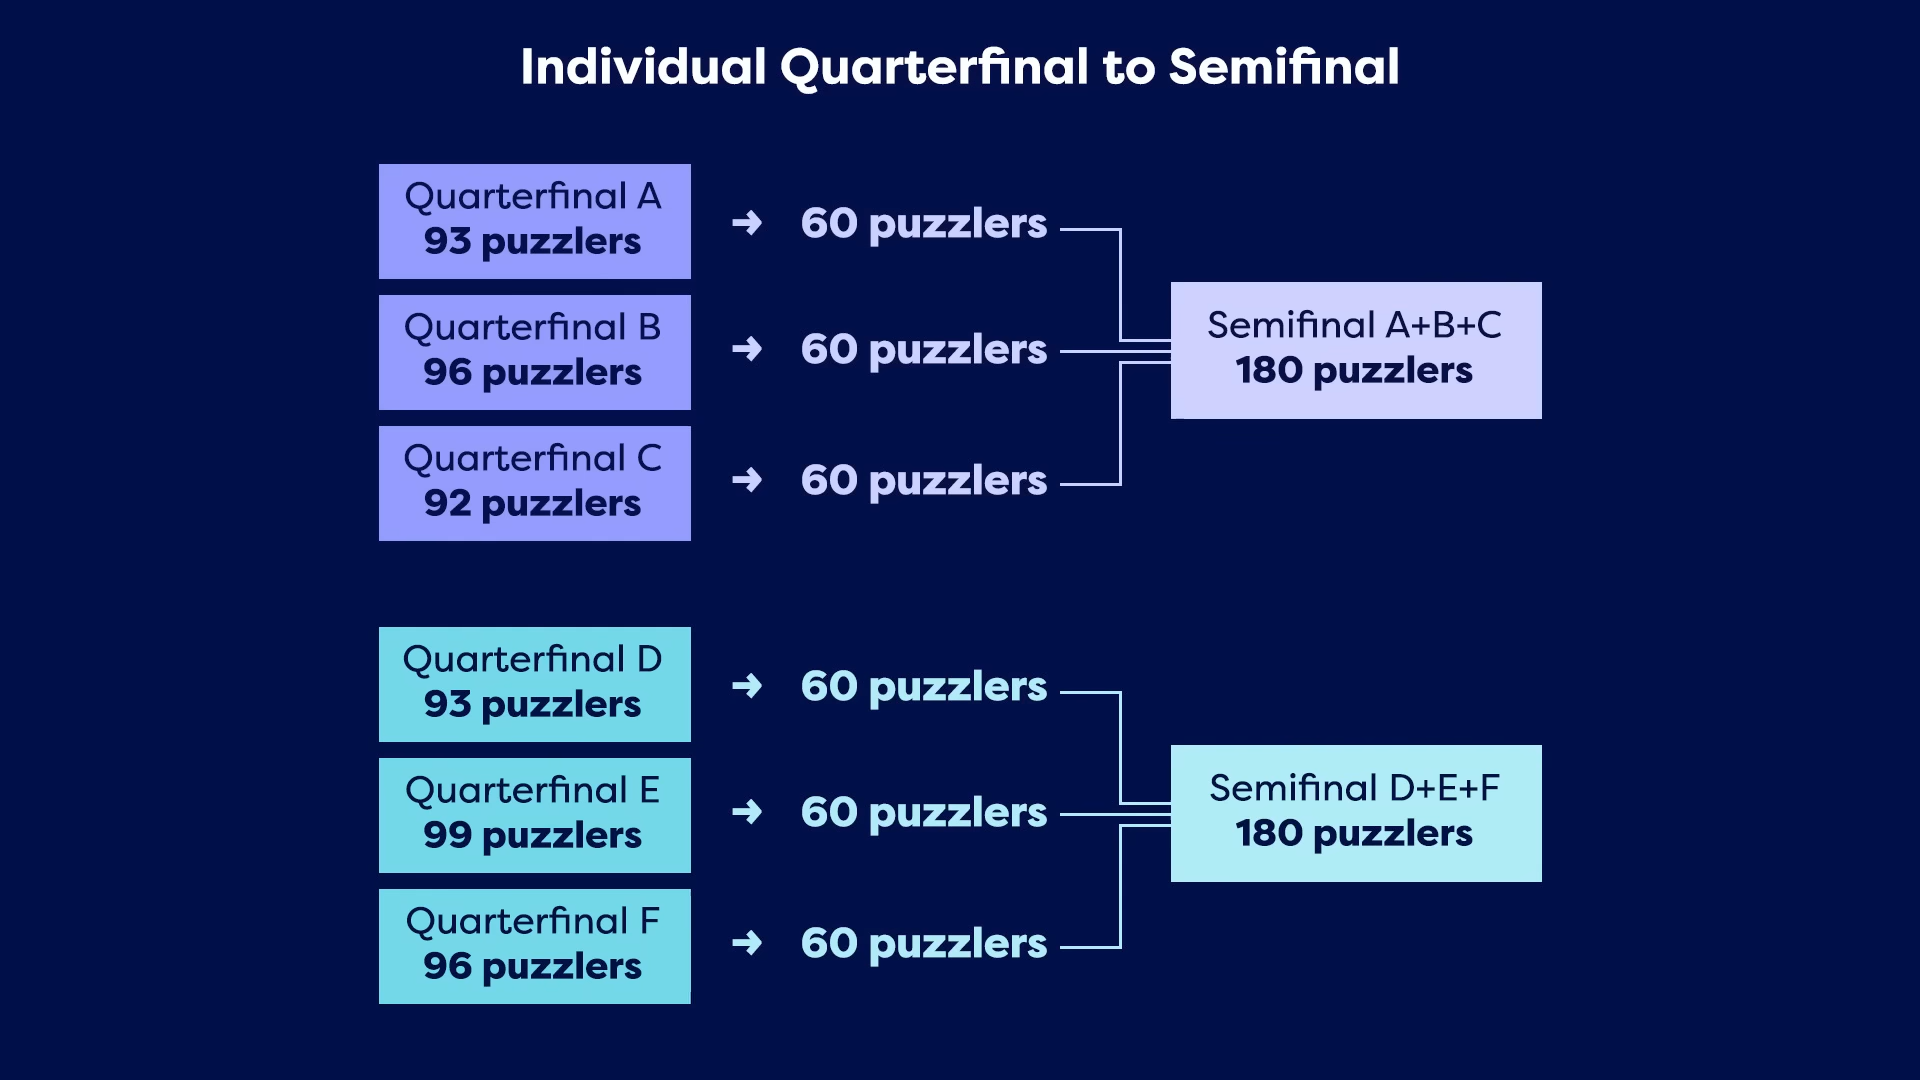 Individual Quarterfinal to Semifinal
Quarterfinal A
93 puzzlers
→ 60 puzzlers
Quarterfinal B
96 puzzlers
→ 60 puzzlers
Quarterfinal C
92 puzzlers
→ 60 puzzlers
Semifinal A+B+C
180 puzzlers
Quarterfinal D
93 puzzlers
→ 60 puzzlers
Quarterfinal E
99 puzzlers
→ 60 puzzlers
Quarterfinal F
96 puzzlers
→ 60 puzzlers
Semifinal D+E+F
180 puzzlers